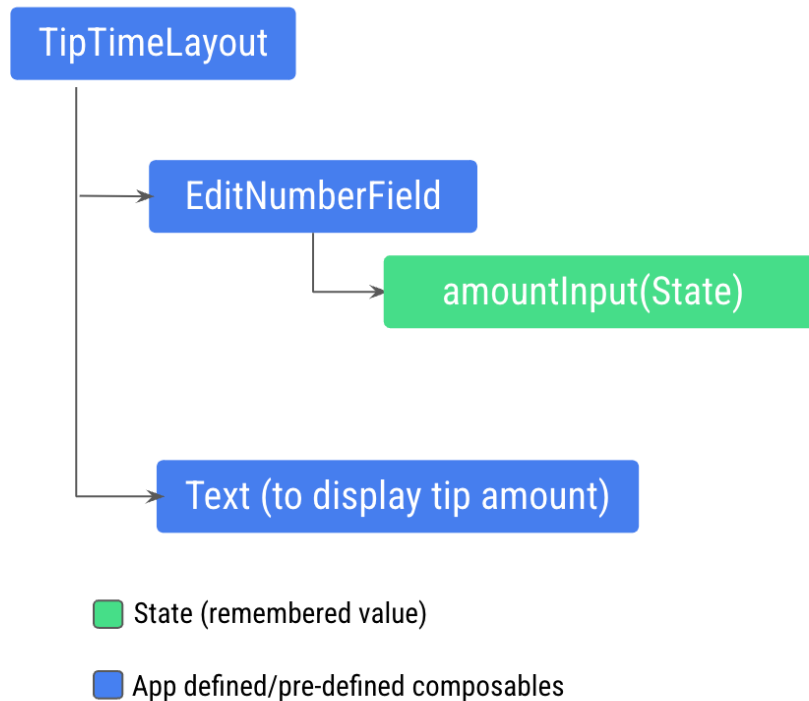 TipTimeLayout
EditNumberField
amountInput(State)
Text (to display tip amount)
State (remembered value)
App defined/pre-defined composables